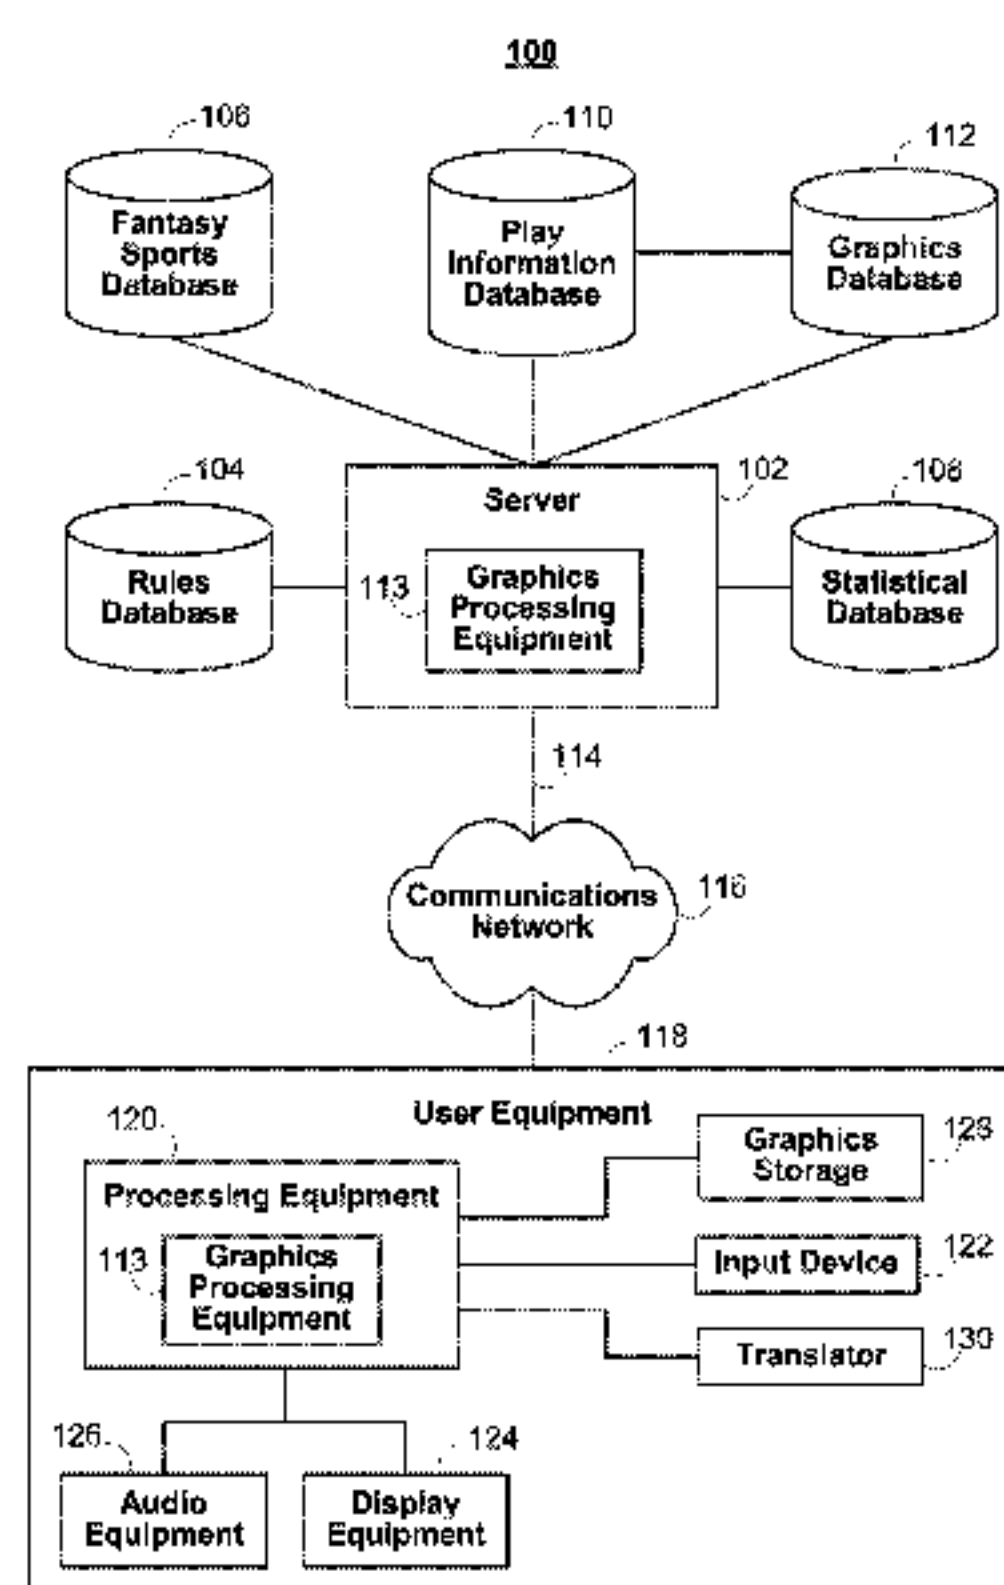 100
106
110
112
Fantasy
Sports
Database
Play
Information
Database
Graphics
Database
104
102
108
Server
Rules
Database
113
Graphics
Processing
Equipment
Statistical
Database
114
Communications
Network
116
118
User Equipment
120
Processing Equipment
113
Graphics
Processing
Equipment
Graphics
Storage
128
Input Device
122
Translator
130
126
124
Audio
Equipment
Display
Equipment